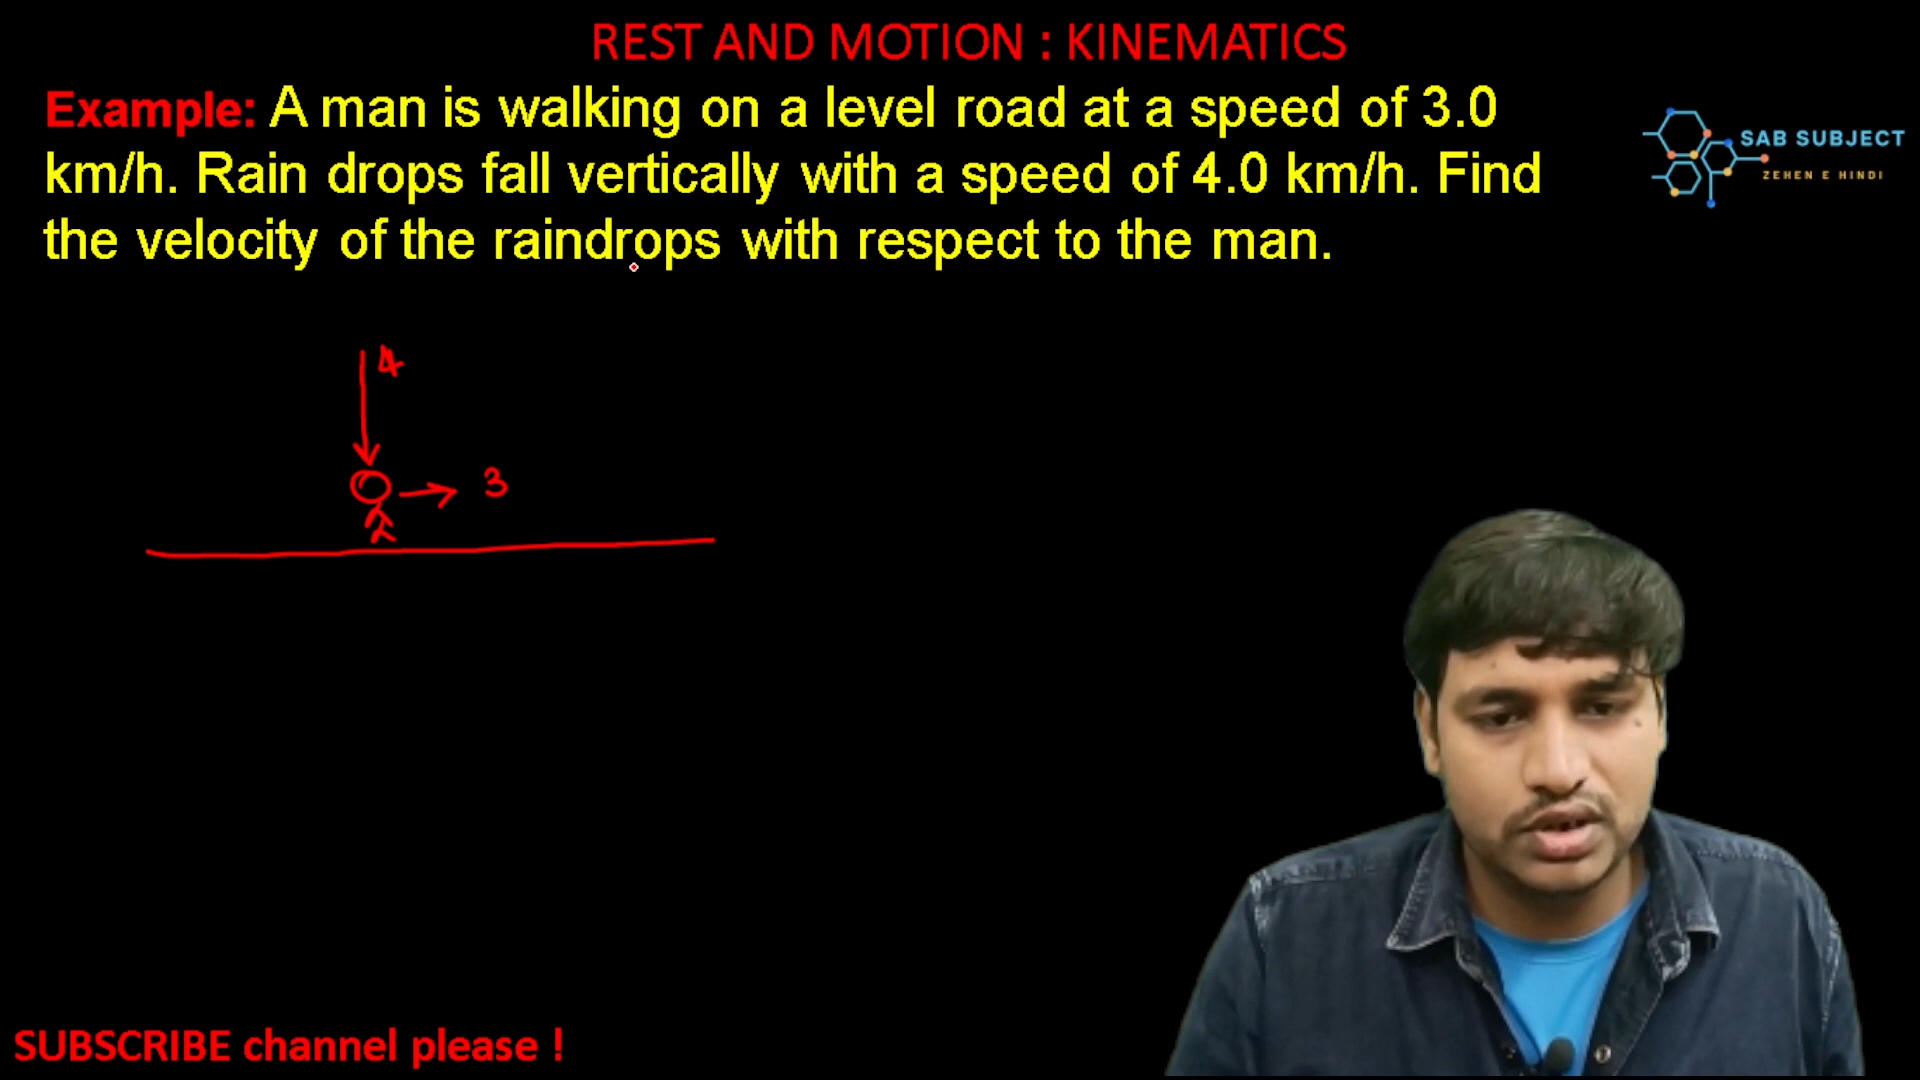 REST AND MOTION : KINEMATICS
Example: A man is walking on a level road at a speed of 3.0
km/h. Rain drops fall vertically with a speed of 4.0 km/h. Find
the velocity of the raindrops with respect to the man.
SAB SUBJECT
ZEHEN E HINDI
4
3
SUBSCRIBE channel please !